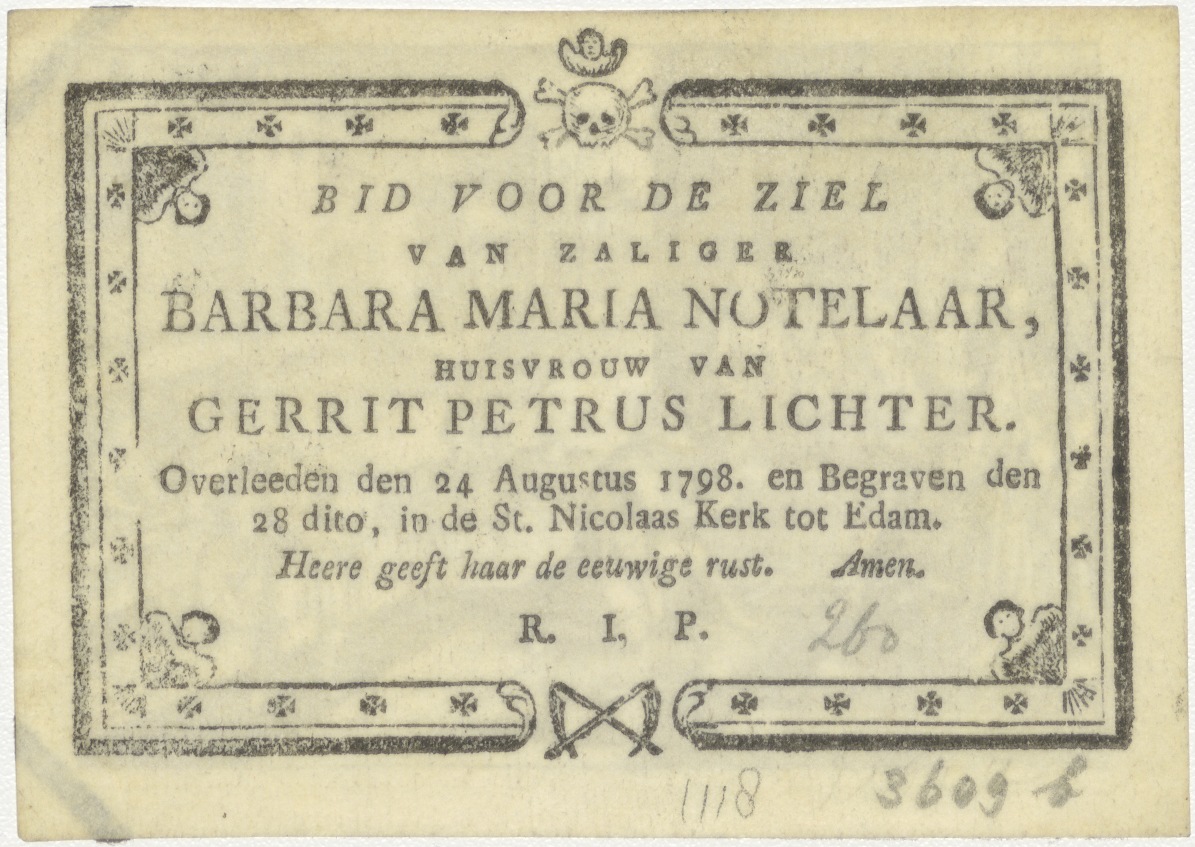 BID VOOR DE ZIEL
VAN ZALIGER
BARBARA MARIA NOTELAAR,
HUISVROUW VAN
GERRIT PETRUS LICHTER.
Overleeden den 24 Augustus 1798. en Begraven den
28 dito, in de St. Nicolaas Kerk tot Edam.
Heere geeft haar de eeuwige rust. Amen.
R. I. P.
260
1118
3609 b